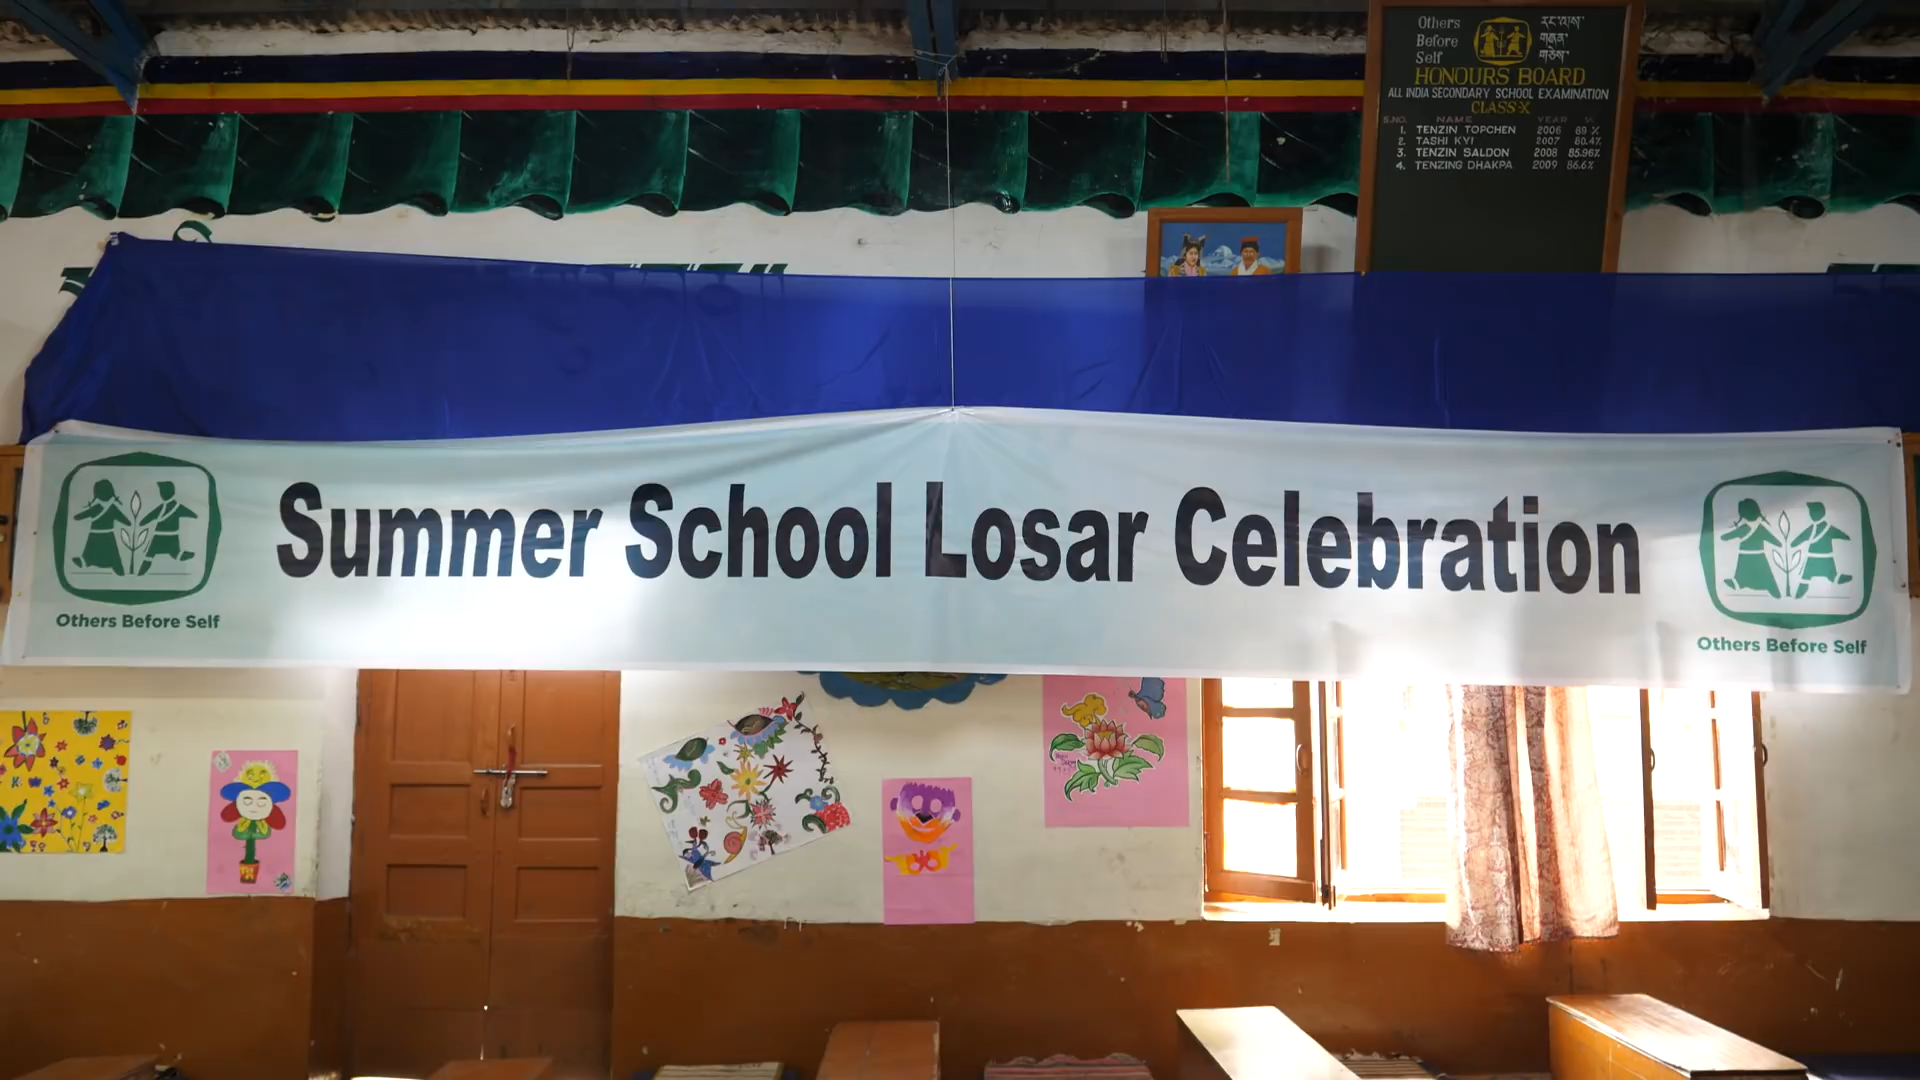 Others
Before
Self
HONOURS BOARD
ALL INDIA SECONDARY SCHOOL EXAMINATION
CLASS-X
S.NO. NAME YEAR %
1. TENZIN TOPCHEN 2006 89 %
2. TASHI KYI 2007 80.4%
3. TENZIN SALDON 2008 85.96%
4. TENZING DHAKPA 2009 86.6%
Summer School Losar Celebration
Others Before Self
Others Before Self